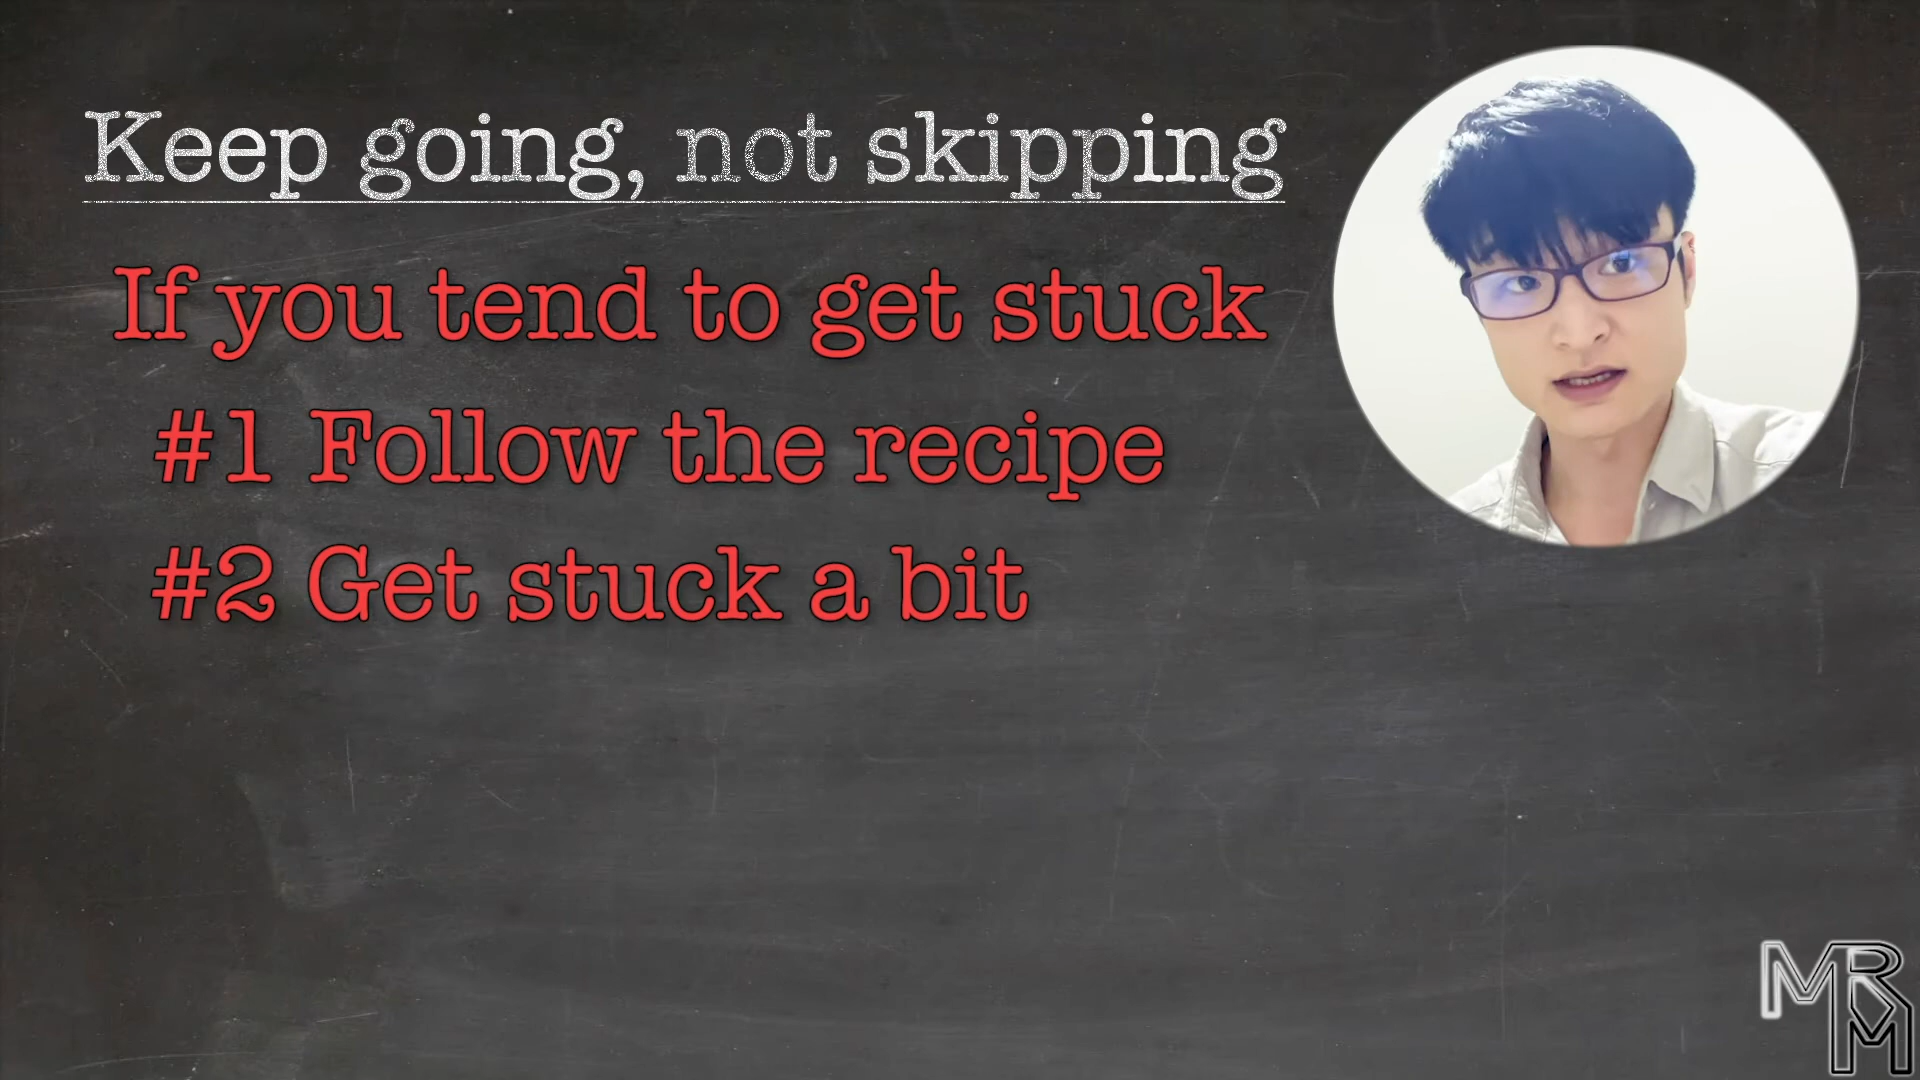 Keep going, not skipping
If you tend to get stuck
#1 Follow the recipe
#2 Get stuck a bit
MRM